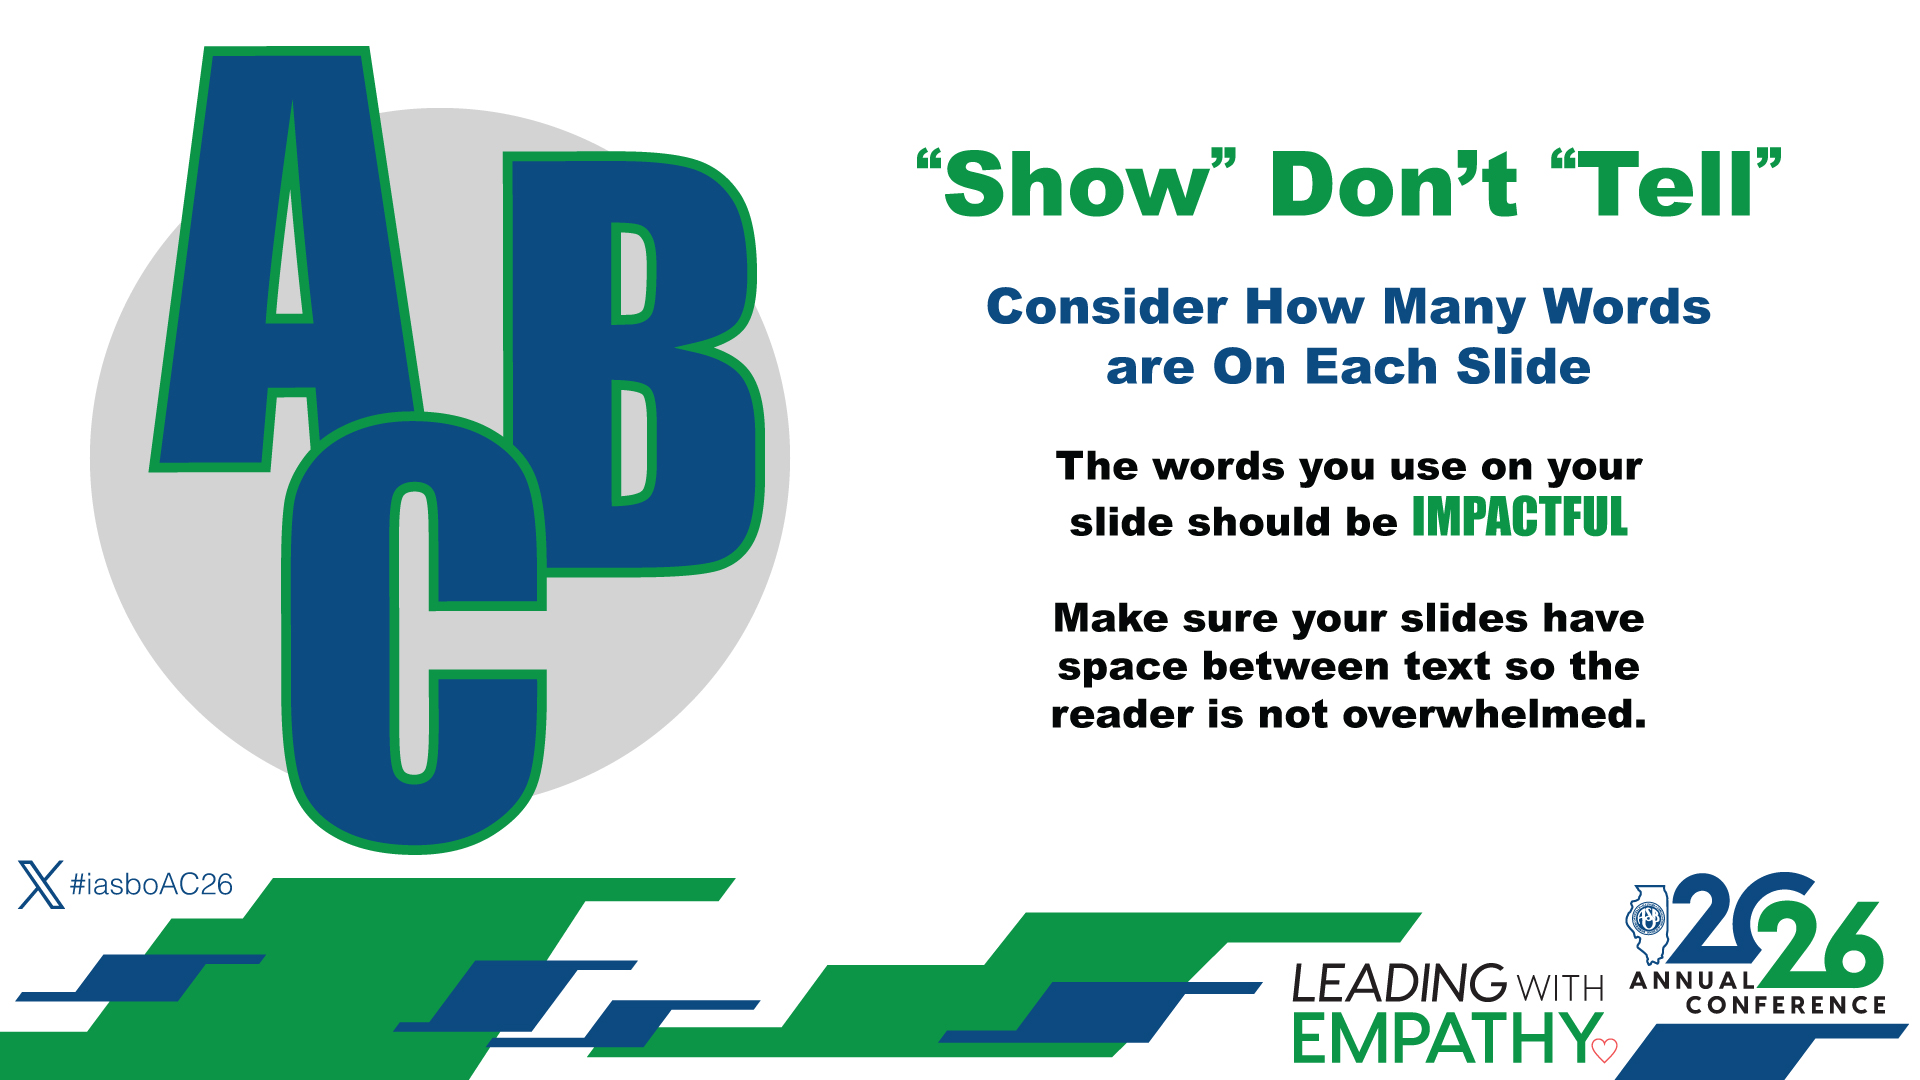 A
B
C
“Show” Don’t “Tell”
Consider How Many Words
are On Each Slide
The words you use on your
slide should be IMPACTFUL
Make sure your slides have
space between text so the
reader is not overwhelmed.
#iasboAC26
LEADING WITH
EMPATHY
2026
ANNUAL
CONFERENCE